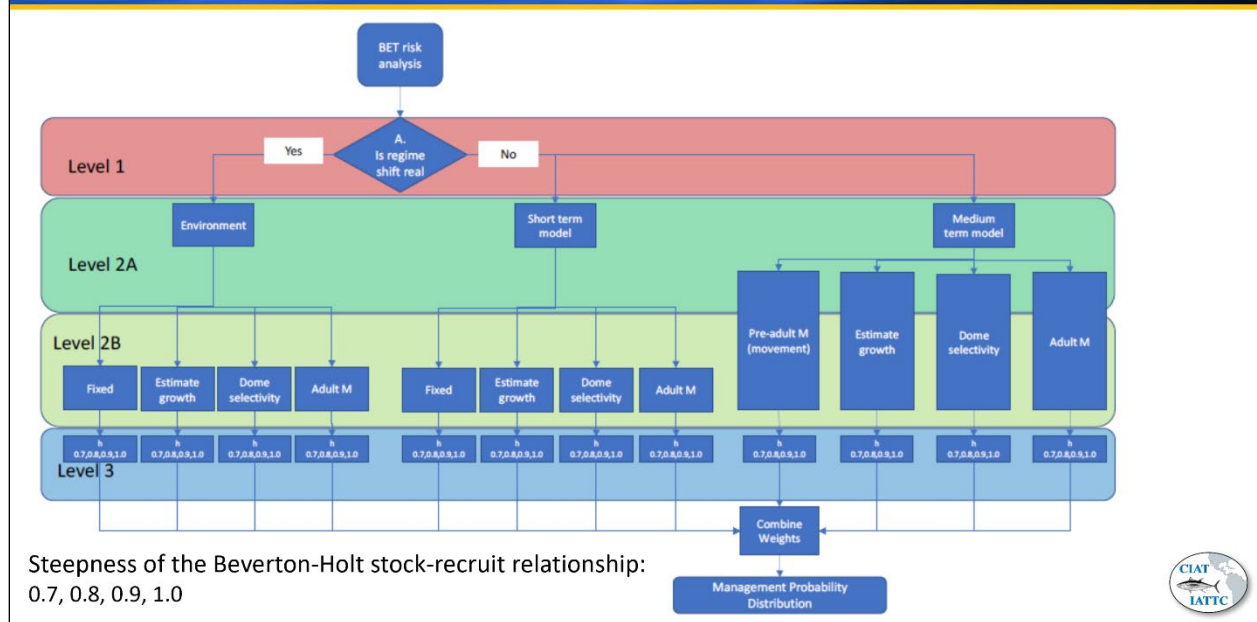 BET risk
analysis
Level 1
Yes
A.
Is regime
shift real
No
Level 2A
Environment
Short term
model
Medium
term model
Level 2B
Fixed
Estimate
growth
Dome
selectivity
Adult M
Fixed
Estimate
growth
Dome
selectivity
Adult M
Pre-adult M
(movement)
Estimate
growth
Dome
selectivity
Adult M
Level 3
h
0.7,0.8,0.9,1.0
h
0.7,0.8,0.9,1.0
h
0.7,0.8,0.9,1.0
h
0.7,0.8,0.9,1.0
h
0.7,0.8,0.9,1.0
h
0.7,0.8,0.9,1.0
h
0.7,0.8,0.9,1.0
h
0.7,0.8,0.9,1.0
h
0.7,0.8,0.9,1.0
h
0.7,0.8,0.9,1.0
h
0.7,0.8,0.9,1.0
h
0.7,0.8,0.9,1.0
Combine
Weights
Management Probability
Distribution
Steepness of the Beverton-Holt stock-recruit relationship:
0.7, 0.8, 0.9, 1.0
CIAT
IATTC